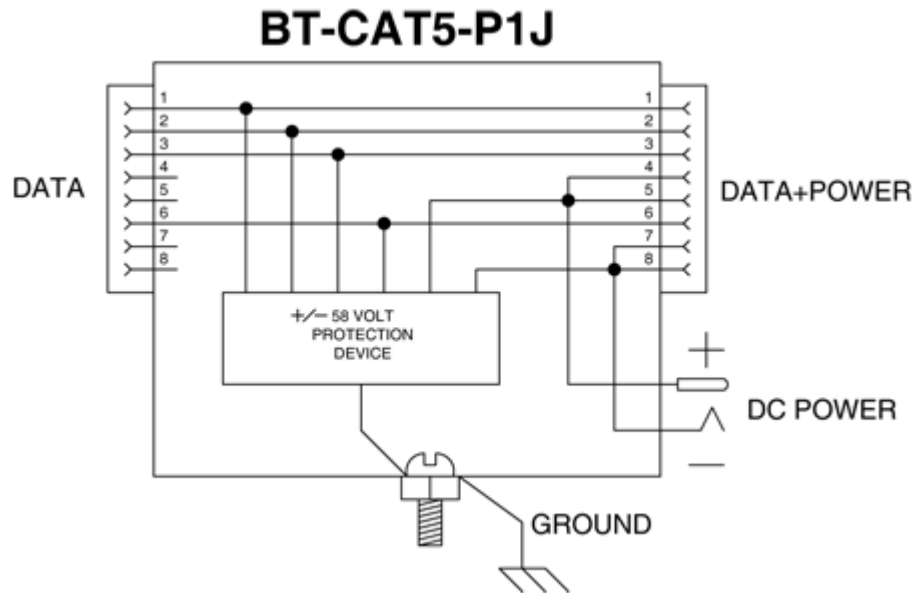 BT-CAT5-P1J
1 1
2 2
3 3
4 4
DATA 5 5 DATA+POWER
6 6
7 7
8 8
+/− 58 VOLT
PROTECTION
DEVICE
+
DC POWER
−
GROUND